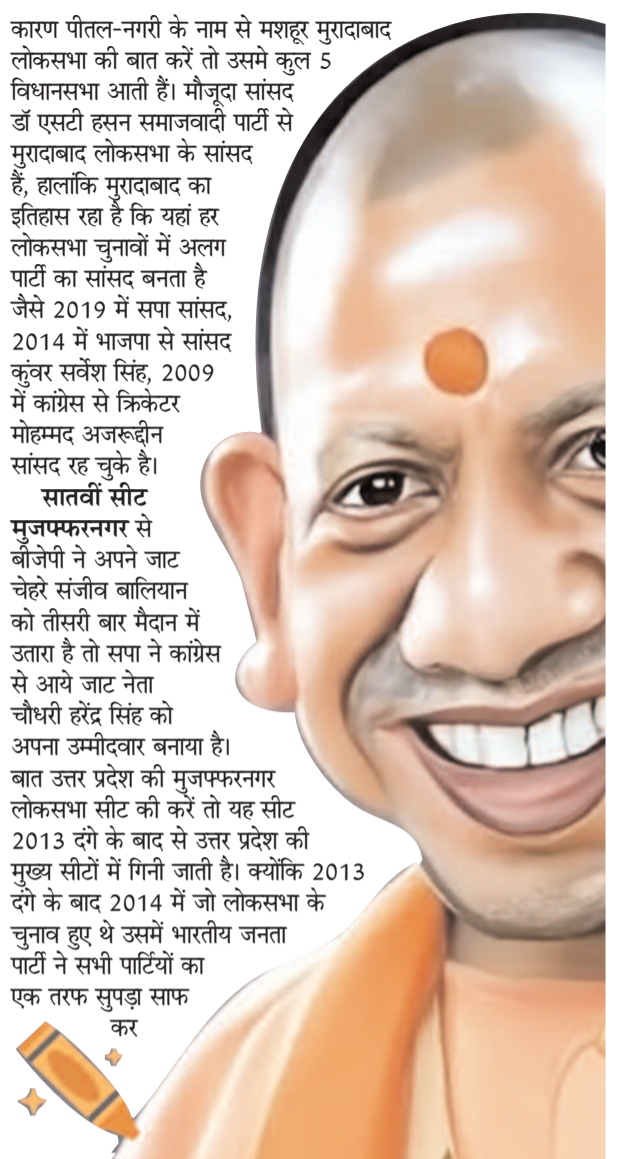 कारण पीतल-नगरी के नाम से मशहूर मुरादाबाद
लोकसभा की बात करें तो उसमे कुल 5
विधानसभा आती हैं। मौजूदा सांसद
डॉ एसटी हसन समाजवादी पार्टी से
मुरादाबाद लोकसभा के सांसद
हैं, हालांकि मुरादाबाद का
इतिहास रहा है कि यहां हर
लोकसभा चुनावों में अलग
पार्टी का सांसद बनता है
जैसे 2019 में सपा सांसद,
2014 में भाजपा से सांसद
कुंवर सर्वेश सिंह, 2009
में कांग्रेस से क्रिकेटर
मोहम्मद अजरूद्दीन
सांसद रह चुके है।
सातवीं सीट
मुजफ्फरनगर से
बीजेपी ने अपने जाट
चेहरे संजीव बालियान
को तीसरी बार मैदान में
उतारा है तो सपा ने कांग्रेस
से आये जाट नेता
चौधरी हरेंद्र सिंह को
अपना उम्मीदवार बनाया है।
बात उत्तर प्रदेश की मुजफ्फरनगर
लोकसभा सीट की करें तो यह सीट
2013 दंगे के बाद से उत्तर प्रदेश की
मुख्य सीटों में गिनी जाती है। क्योंकि 2013
दंगे के बाद 2014 में जो लोकसभा के
चुनाव हुए थे उसमें भारतीय जनता
पार्टी ने सभी पार्टियों का
एक तरफ सुपड़ा साफ
कर